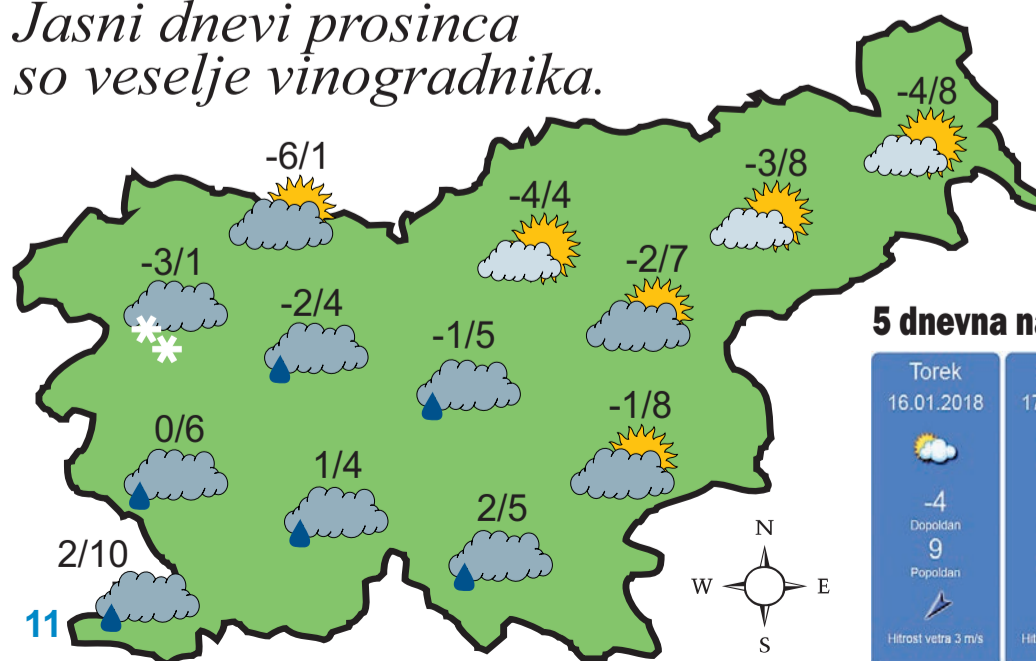 Jasni dnevi prosinca
so veselje vinogradnika.
-4/8
-6/1
-3/8
-4/4
-3/1
-2/7
-2/4
-1/5
-1/8
0/6
1/4
2/5
2/10
11
N
W E
S
5 dnevna
Torek
16.01.2018
-4
Dopoldan
9
Popoldan
Hitrost vetra 3 m/s